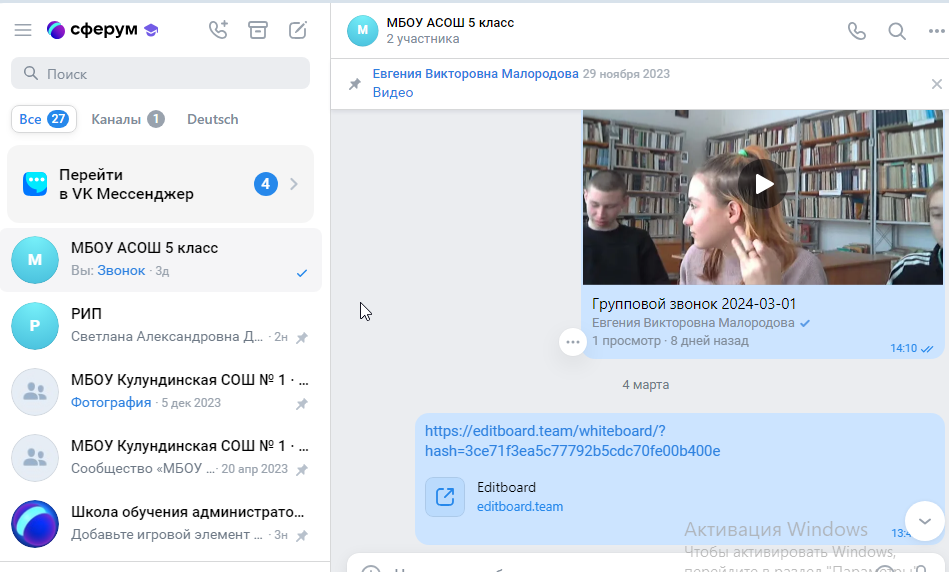 сферум
Поиск
Все 27
Каналы 1
Deutsch
Перейти
в VK Мессенджер
4
М
МБОУ АСОШ 5 класс
Вы: Звонок · 3д
Р
РИП
Светлана Александровна Д... · 2н
МБОУ Кулундинская СОШ № 1 · ...
Фотография · 5 дек 2023
МБОУ Кулундинская СОШ № 1 · ...
Сообщество «МБОУ ... · 20 апр 2023
Школа обучения администрато...
Добавьте игровой элемент ... · 3н
М
МБОУ АСОШ 5 класс
2 участника
Евгения Викторовна Малородова 29 ноября 2023
Видео
Групповой звонок 2024-03-01
Евгения Викторовна Малородова
1 просмотр · 8 дней назад
14:10
4 марта
https://editboard.team/whiteboard/?
hash=3ce71f3ea5c77792b5cdc70fe00b400e
Editboard
editboard.team
Активация Windows
Чтобы активировать Windows,
перейдите в раздел "Параметры".